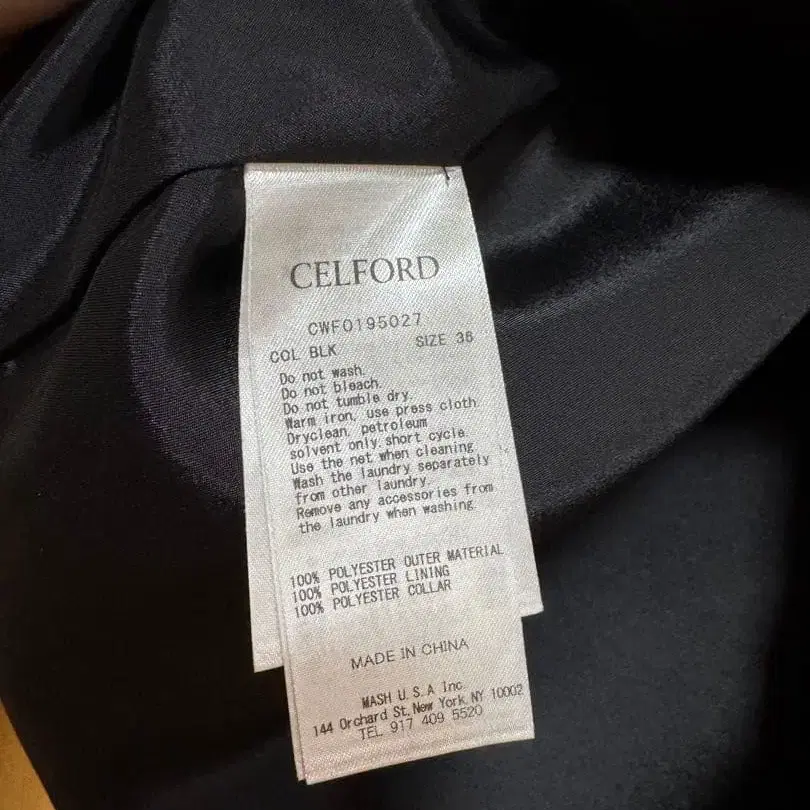 CELFORD
CWFO195027
COL BLK SIZE 36
Do not wash.
Do not bleach.
Do not tumble dry.
Warm iron, use press cloth
Dryclean, petroleum
solvent only, short cycle.
Use the net when cleaning
Wash the laundry separately
from other laundry.
Remove any accessories from
the laundry when washing.
100% POLYESTER OUTER MATERIAL
100% POLYESTER LINING
100% POLYESTER COLLAR
MADE IN CHINA
MASH U.S.A Inc.
144 Orchard St. New York NY 10002
TEL 917 409 5520